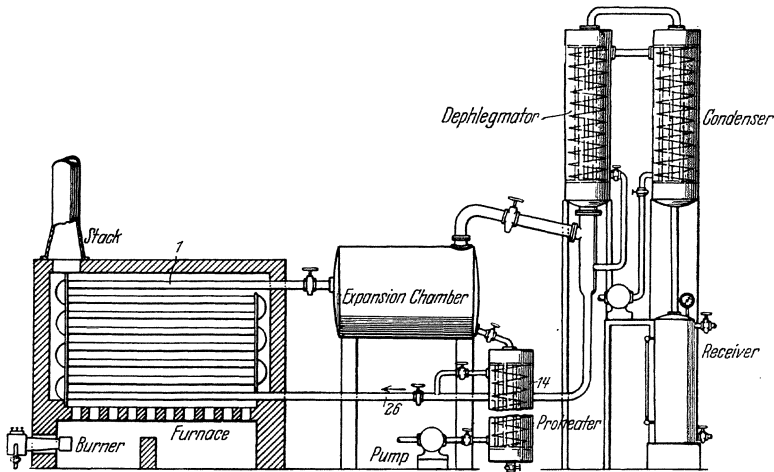 Dephlegmator
Condenser
Stack
1
Expansion Chamber
14
Receiver
26
Preheater
Furnace
Burner
Pump